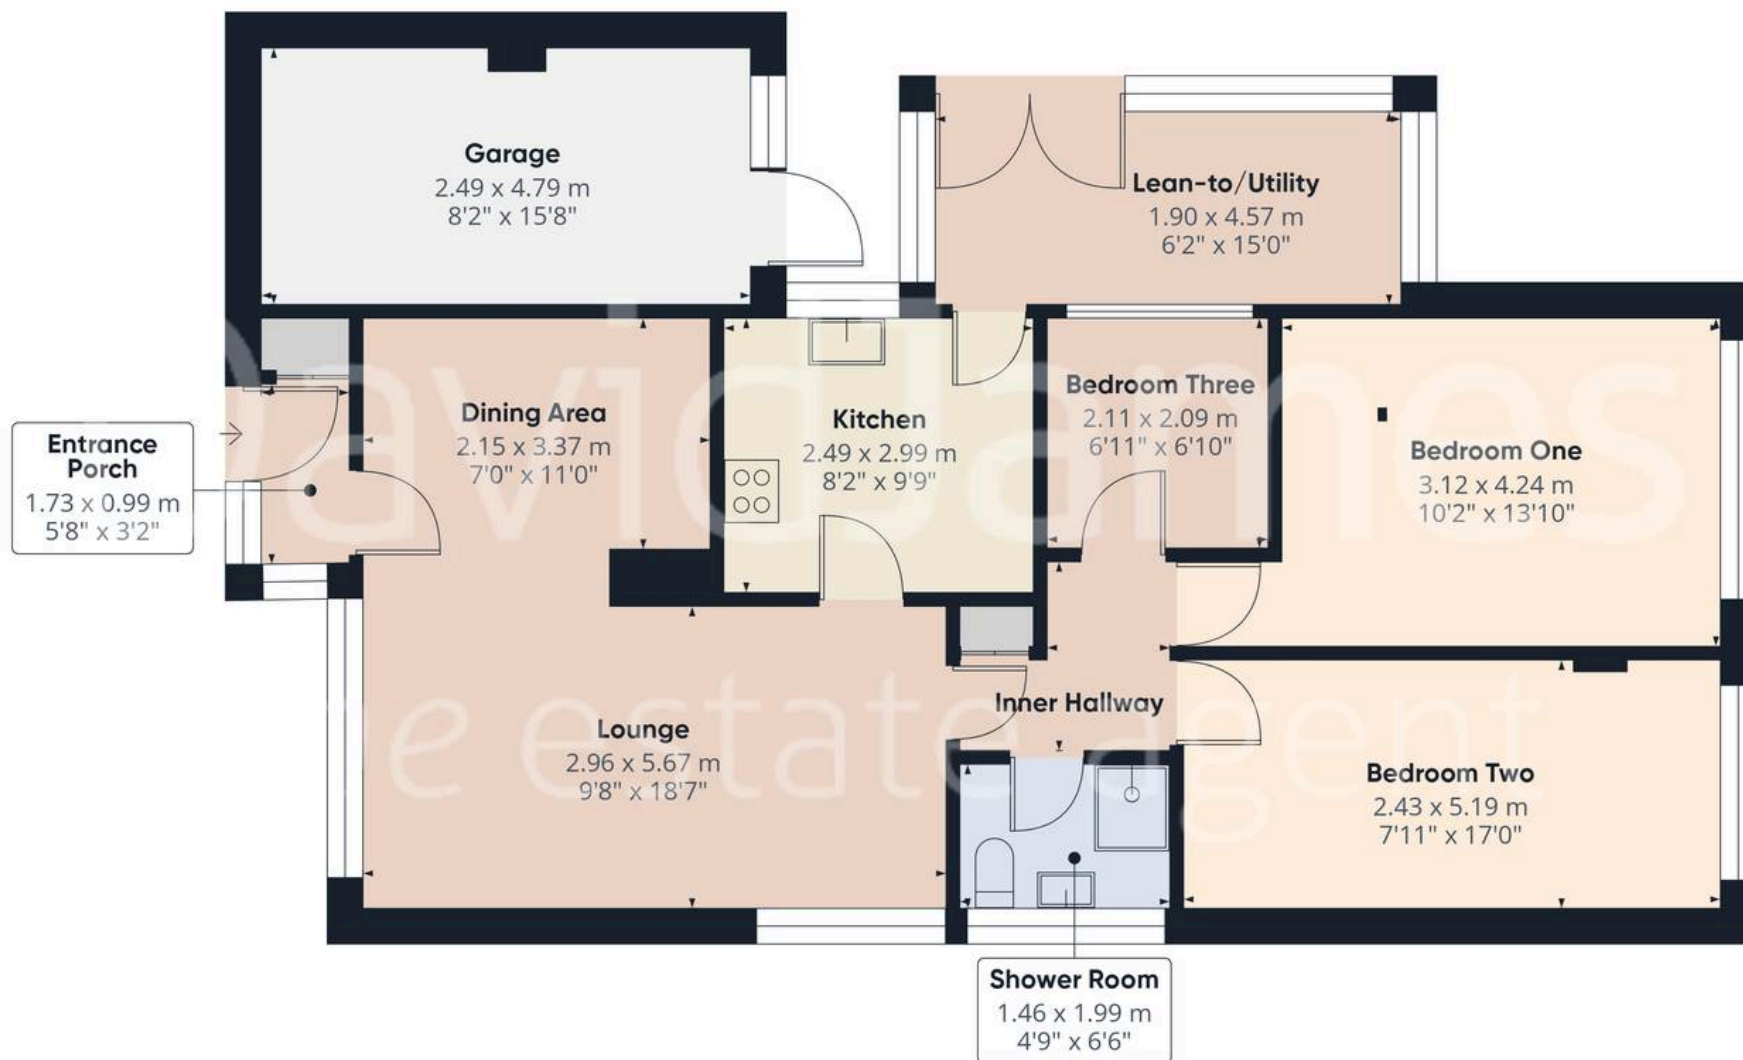 Garage
2.49 x 4.79 m
8'2" x 15'8"
Lean-to/Utility
1.90 x 4.57 m
6'2" x 15'0"
Entrance
Porch
1.73 x 0.99 m
5'8" x 3'2"
Dining Area
2.15 x 3.37 m
7'0" x 11'0"
Kitchen
2.49 x 2.99 m
8'2" x 9'9"
Bedroom Three
2.11 x 2.09 m
6'11" x 6'10"
Bedroom One
3.12 x 4.24 m
10'2" x 13'10"
Lounge
2.96 x 5.67 m
9'8" x 18'7"
Inner Hallway
Bedroom Two
2.43 x 5.19 m
7'11" x 17'0"
Shower Room
1.46 x 1.99 m
4'9" x 6'6"
DavidJames
the estate agent